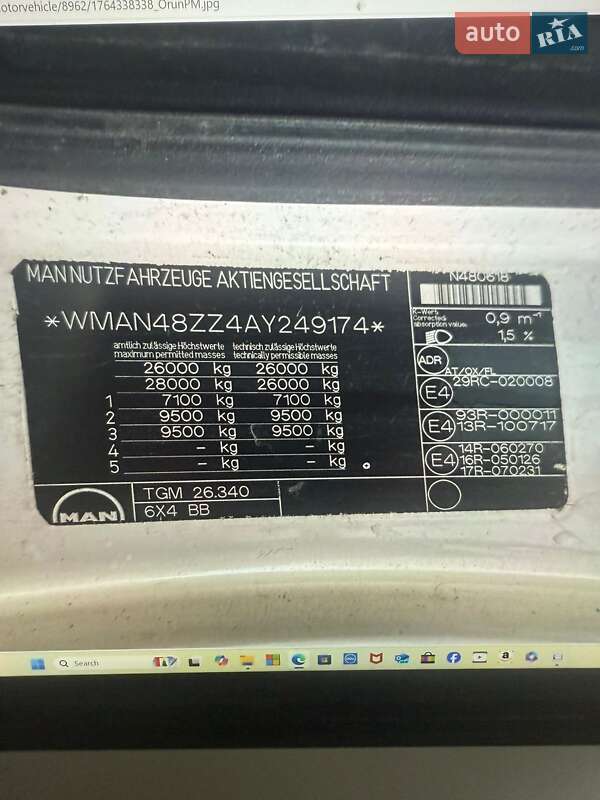 otorvehicle/8962/1764338338_OrunPM.jpg
auto RIA .com
MAN NUTZFAHRZEUGE AKTIENGESELLSCHAFT
N480618
*WMAN48ZZ4AY249174*
K-Wert:
Corrected
absorption value:
0,9 m⁻¹
1,5 %
amtlich zulässige Höchstwerte technisch zulässige Höchstwerte
maximum permitted masses technically permissible masses
26000 kg 26000 kg
28000 kg 26000 kg
1 7100 kg 7100 kg
2 9500 kg 9500 kg
3 9500 kg 9500 kg
4 – kg – kg
5 – kg – kg
ADR AT/OX/FL
E4 29RC-020008
E4 93R-000011
13R-100717
E4 14R-060270
16R-050126
17R-070231
MAN
TGM 26.340
6X4 BB
Search